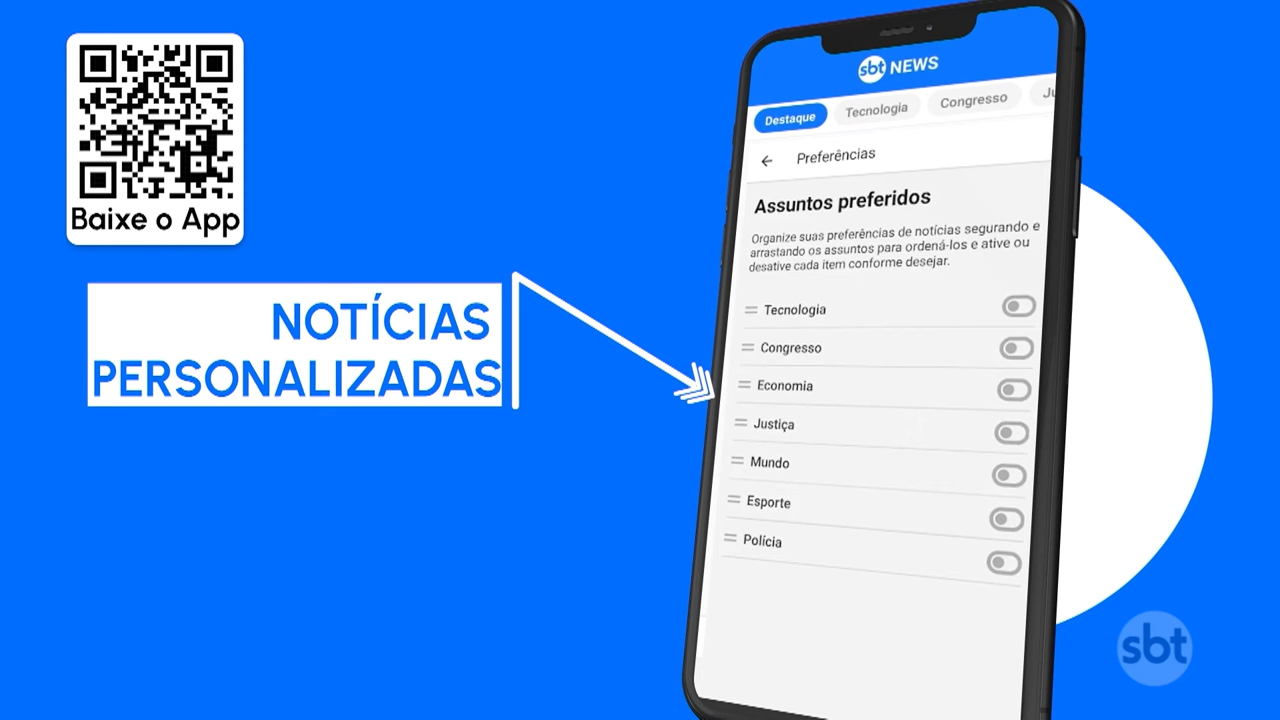 Baixe o App
NOTÍCIAS
PERSONALIZADAS
sbt NEWS
Destaque
Tecnologia
Congresso
Preferências
Assuntos preferidos
Organize suas preferências de notícias segurando e
arrastando os assuntos para ordená-los e ative ou
desative cada item conforme desejar.
Tecnologia
Congresso
Economia
Justiça
Mundo
Esporte
Polícia
sbt